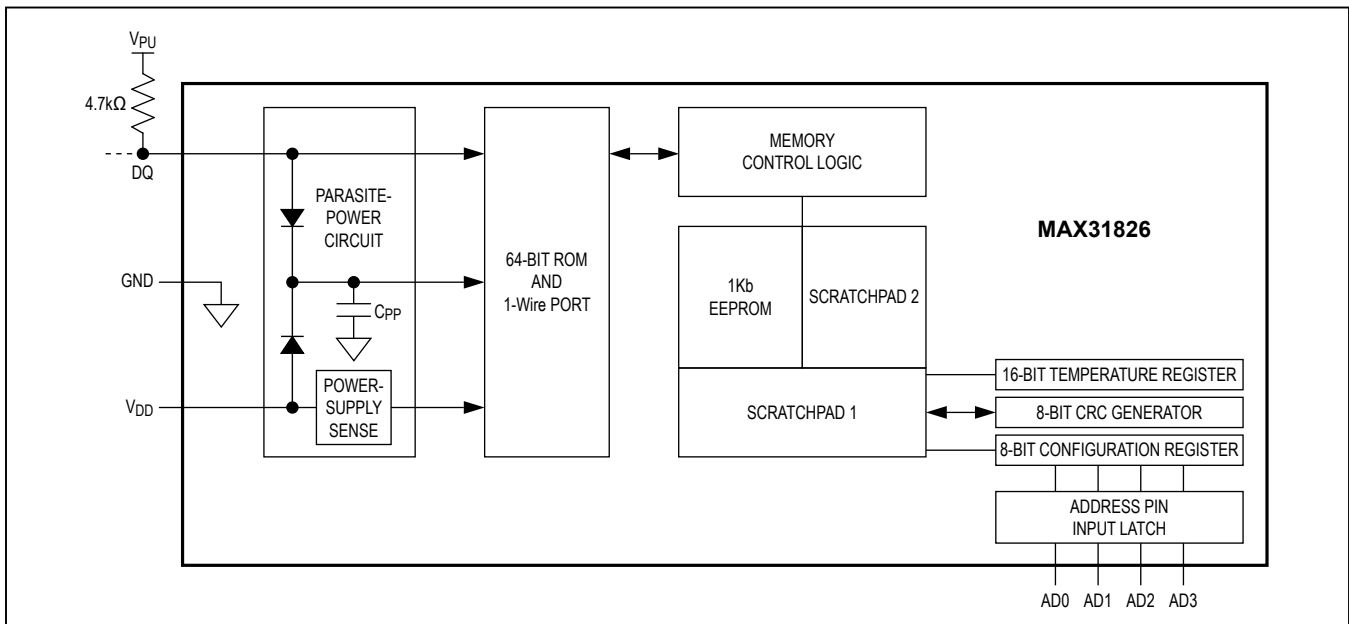 VPU
4.7kΩ
DQ
GND
VDD
PARASITE-
POWER
CIRCUIT
CPP
POWER-
SUPPLY
SENSE
64-BIT ROM
AND
1-Wire PORT
MEMORY
CONTROL LOGIC
1Kb
EEPROM
SCRATCHPAD 2
SCRATCHPAD 1
MAX31826
16-BIT TEMPERATURE REGISTER
8-BIT CRC GENERATOR
8-BIT CONFIGURATION REGISTER
ADDRESS PIN
INPUT LATCH
AD0 AD1 AD2 AD3